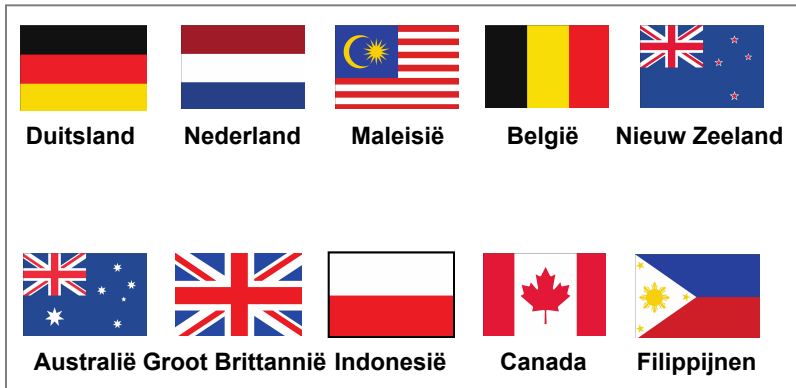 Duitsland Nederland Maleisië België Nieuw Zeeland
Australië Groot Brittannië Indonesië Canada Filippijnen